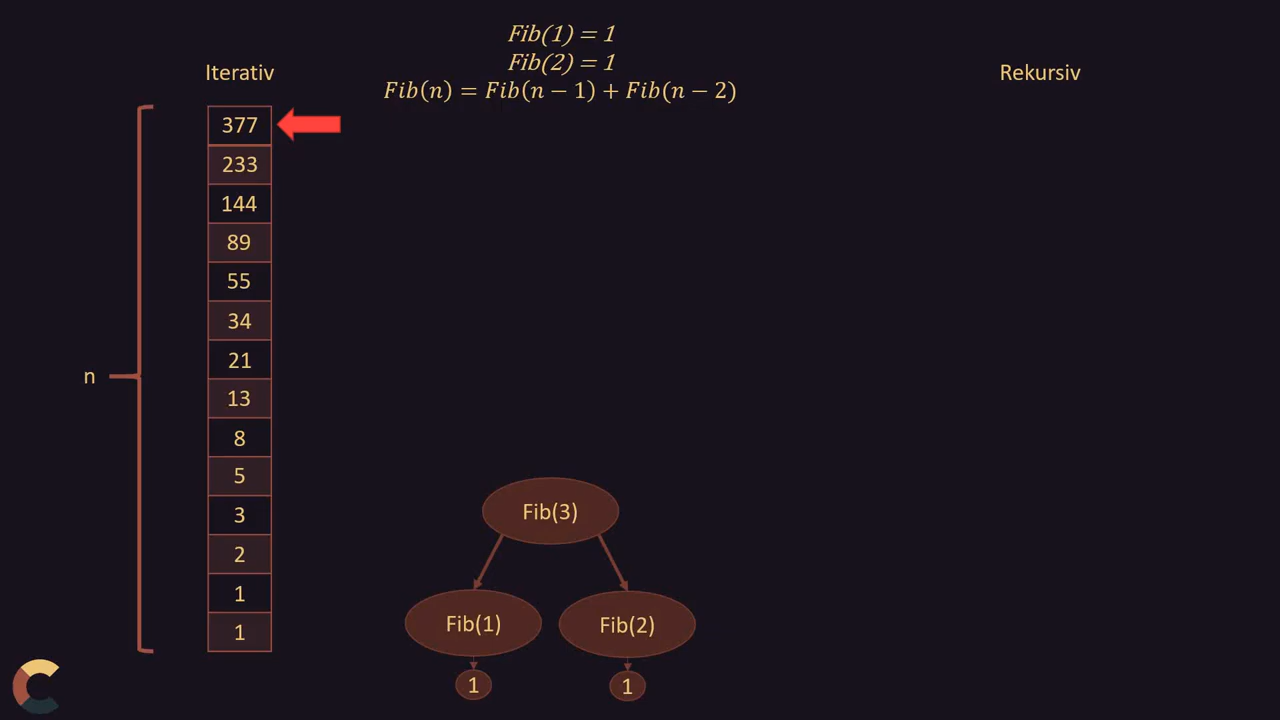 Fib(1) = 1
Fib(2) = 1
Fib(n) = Fib(n − 1) + Fib(n − 2)
Iterativ
Rekursiv
377
233
144
89
55
34
21
n
13
8
5
3
2
1
1
Fib(3)
Fib(1)
Fib(2)
1
1